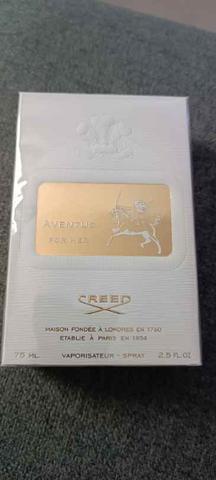 AVENTUS
FOR HER
CREED
MAISON FONDÉE À LONDRES EN 1760
ETABLIE À PARIS EN 1854
75 ML. VAPORISATEUR - SPRAY 2.5 FL.OZ